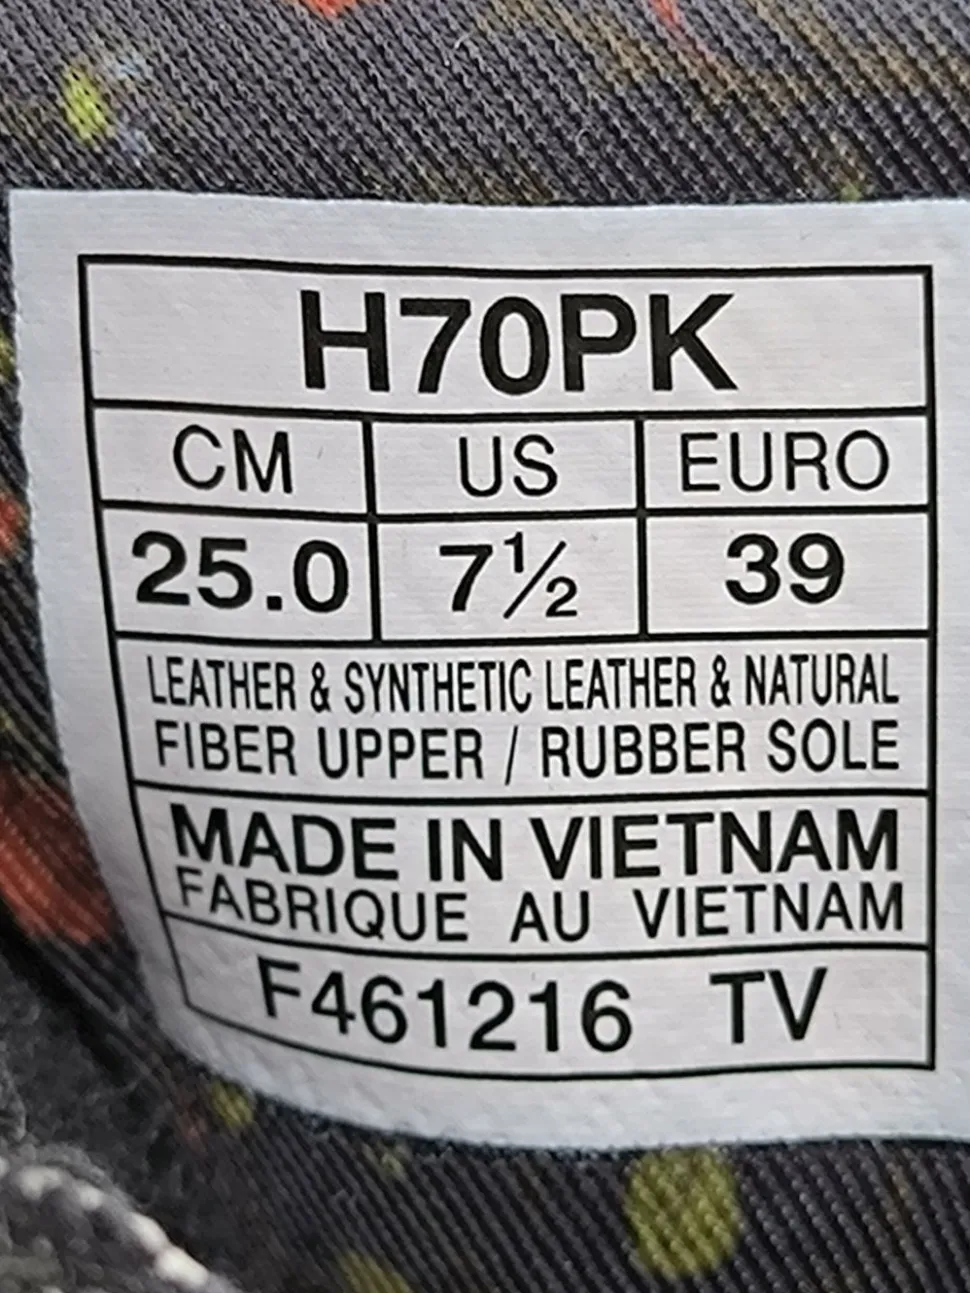 H70PK
CM US EURO
25.0 7½ 39
LEATHER & SYNTHETIC LEATHER & NATURAL
FIBER UPPER / RUBBER SOLE
MADE IN VIETNAM
FABRIQUE AU VIETNAM
F461216 TV